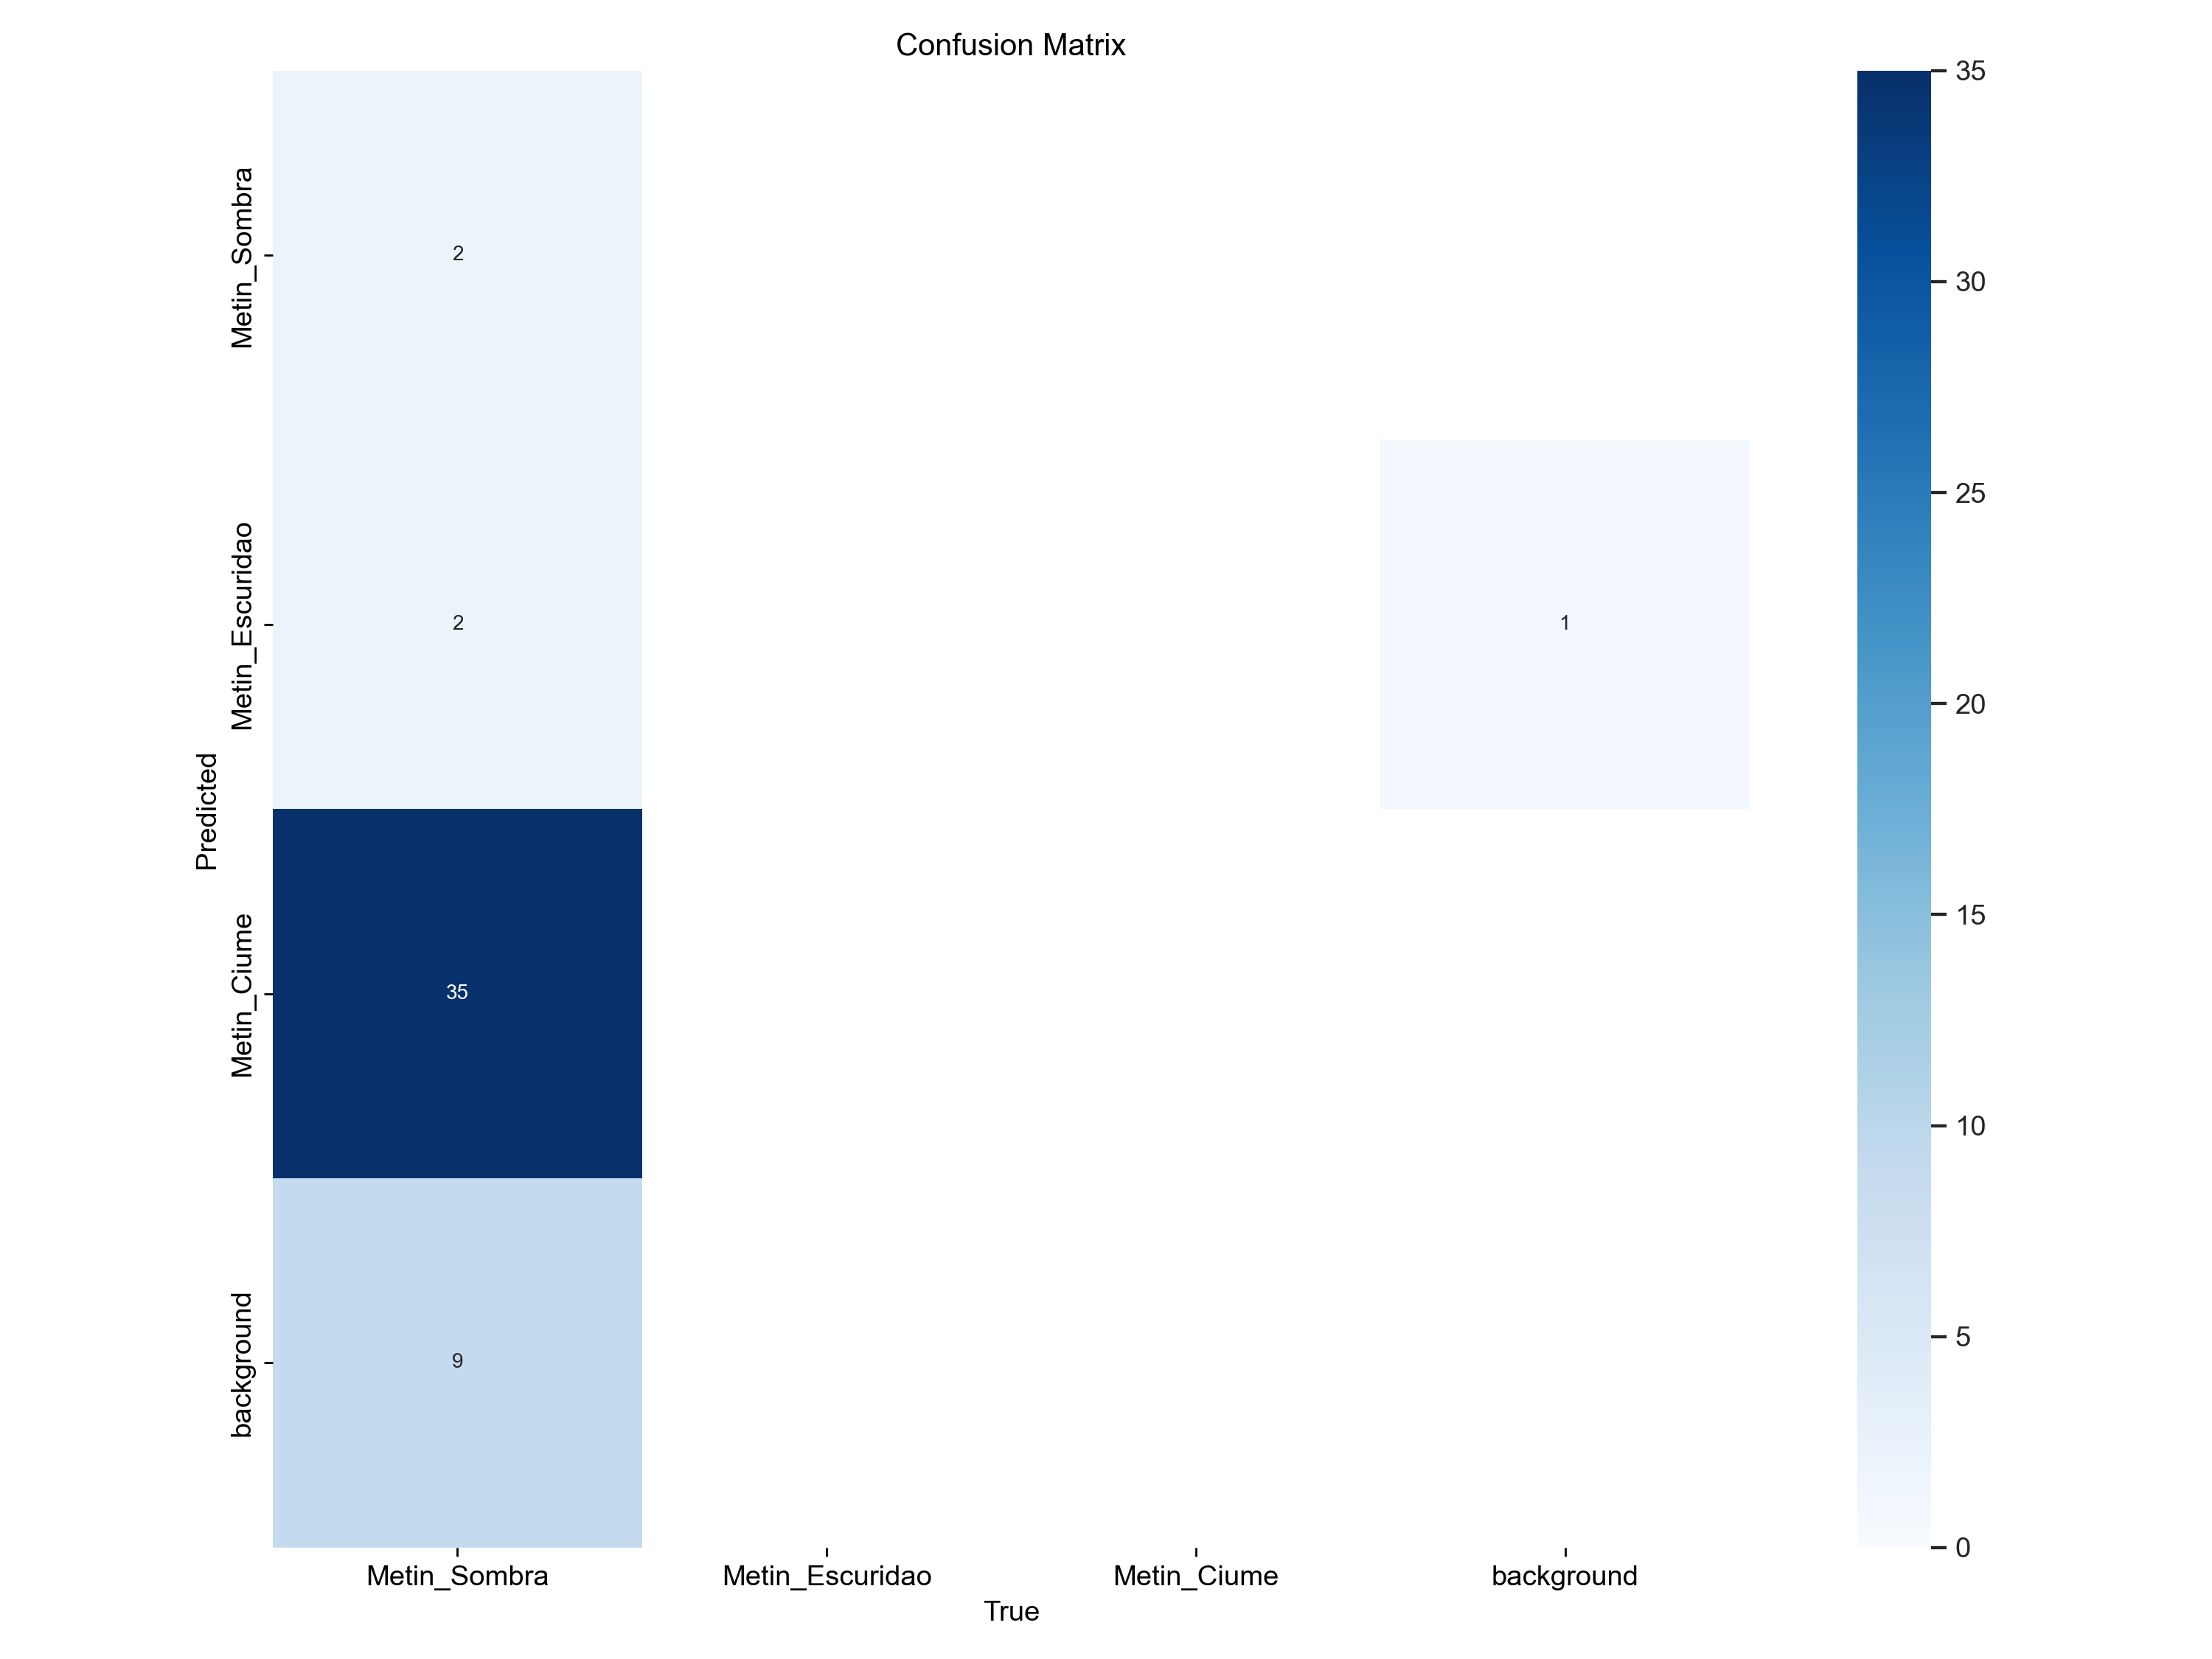 Confusion Matrix
Predicted
Metin_Sombra
Metin_Escuridao
Metin_Ciume
background
2
2
1
35
9
Metin_Sombra
Metin_Escuridao
Metin_Ciume
background
True
35
30
25
20
15
10
5
0